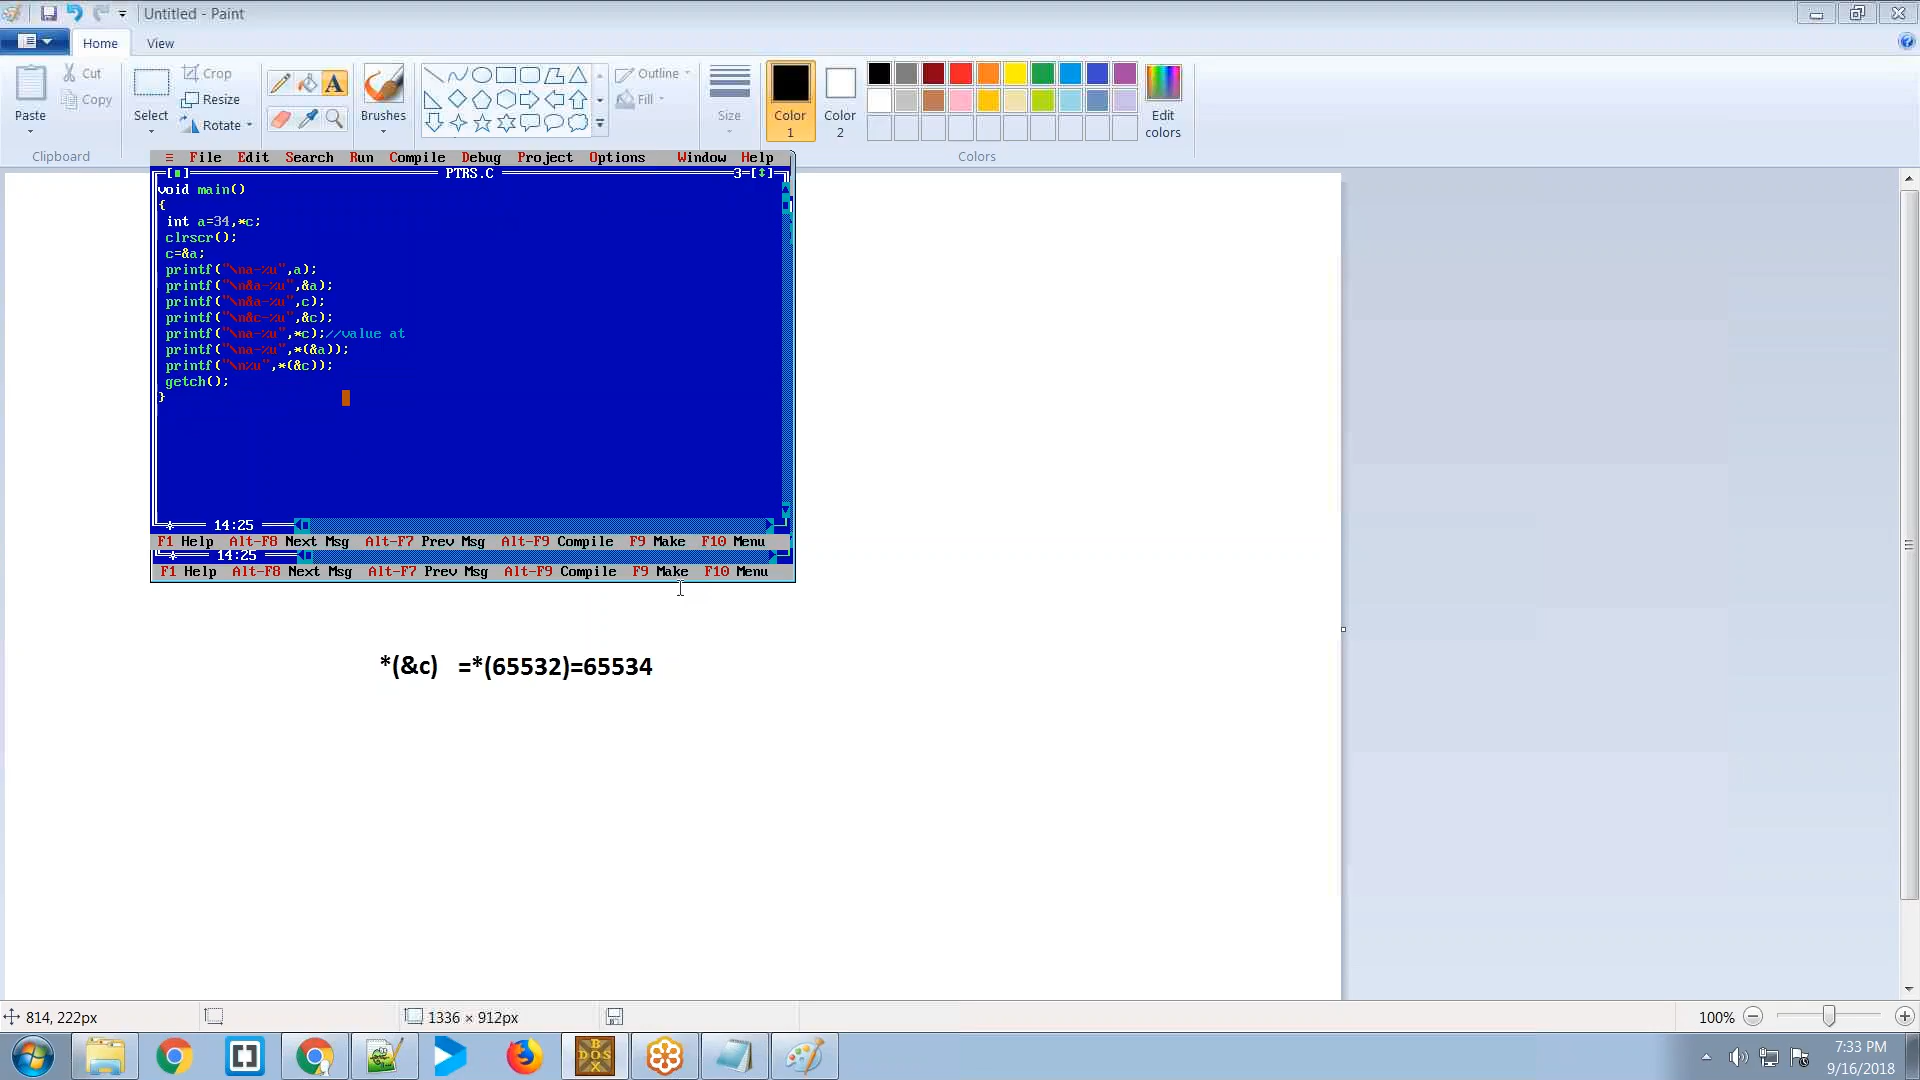 Untitled - Paint
Home View
Paste
Cut
Copy
Clipboard
Select
Crop
Resize
Rotate
Brushes
Outline
Fill
Size
Color 1
Color 2
Edit colors
Colors
≡ File Edit Search Run Compile Debug Project Options Window Help
[■] PTRS.C 3=[↕]
void main()
{
int a=34,*c;
clrscr();
c=&a;
printf("\na-%u",a);
printf("\n&a-%u",&a);
printf("\n&a-%u",c);
printf("\n&c-%u",&c);
printf("\na-%u",*c);//value at
printf("\na-%u",*(&a));
printf("\n%u",*(&c));
getch();
}
* 14:25
F1 Help Alt-F8 Next Msg Alt-F7 Prev Msg Alt-F9 Compile F9 Make F10 Menu
* 14:25
F1 Help Alt-F8 Next Msg Alt-F7 Prev Msg Alt-F9 Compile F9 Make F10 Menu
*(&c) =*(65532)=65534
814, 222px
1336 × 912px
100%
BDOSX
7:33 PM
9/16/2018